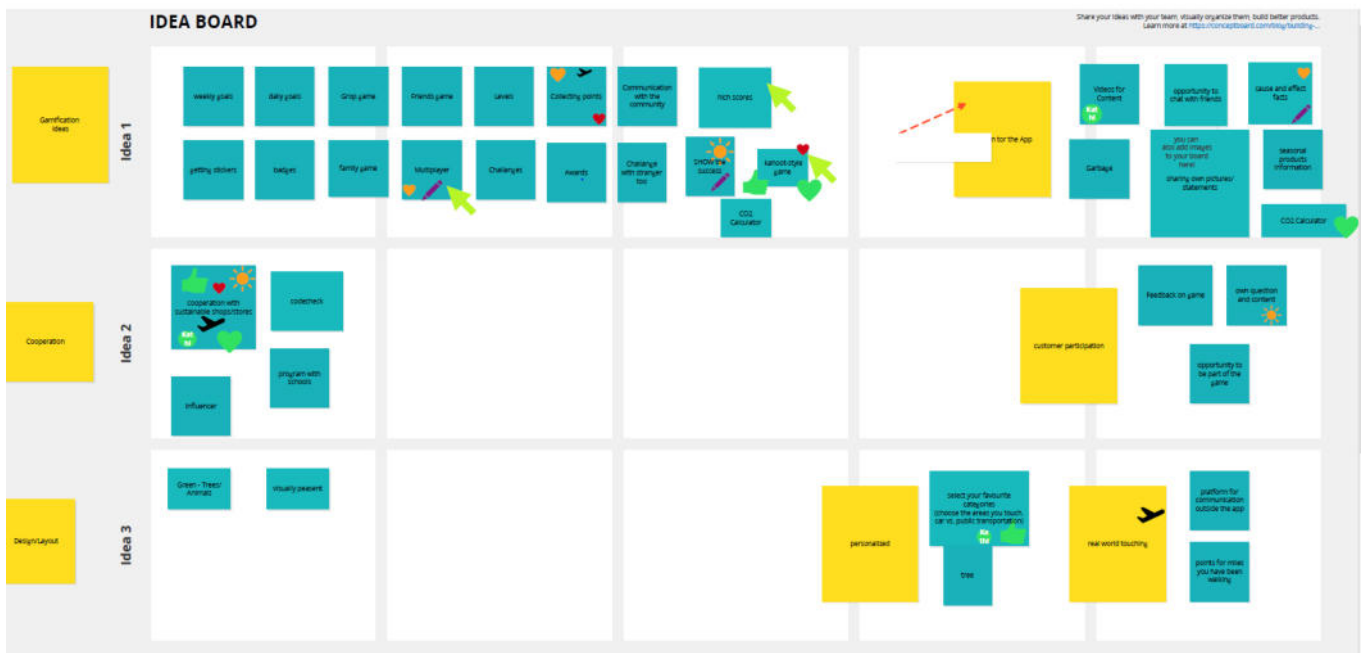 IDEA BOARD
Share your ideas with your team, visually organize them, build better products.
Learn more at https://conceptboard.com/blog/building-...
Gamification
Ideas
Idea 1
weekly goals
daily goals
Grop game
Friends game
Levels
Collecting points
Communication
with the
community
high scores
getting stickers
badges
family game
Multiplayer
Challenges
Awards
Challenge
with stranger
too
SHOW the
success
kahoot-style
game
CO2
Calculator
n for the App
Videos for
Content
Kat
opportunity to
chat with friends
cause and effect
facts
Garbage
you can
also add images
to your board
here!
sharing own pictures/
statements
seasonal
products
information
CO2 Calculator
Cooperation
Idea 2
cooperation with
sustainable shops/stores
Kat
codecheck
program with
schools
influencer
customer participation
Feedback on game
own question
and content
opportunity to
be part of the
game
Design/Layout
Idea 3
Green - Trees/
Animals
visually peasent
personalised
select your favourite
categories
(choose the areas you touch,
car vs. public transportation)
tree
real world touching
platform for
communication
outside the app
points for miles
you have been
walking